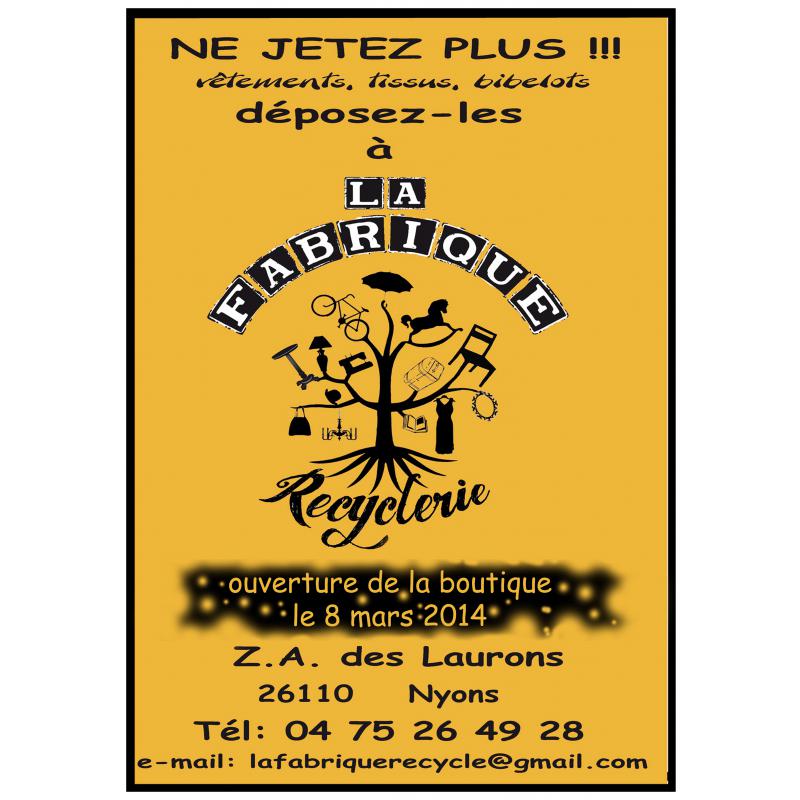 NE JETEZ PLUS !!!
vêtements, tissus, bibelots
déposez-les
à
LA
FABRIQUE
Recyclerie
ouverture de la boutique
le 8 mars 2014
Z.A. des Laurons
26110 Nyons
Tél: 04 75 26 49 28
e-mail: lafabriquerecycle@gmail.com